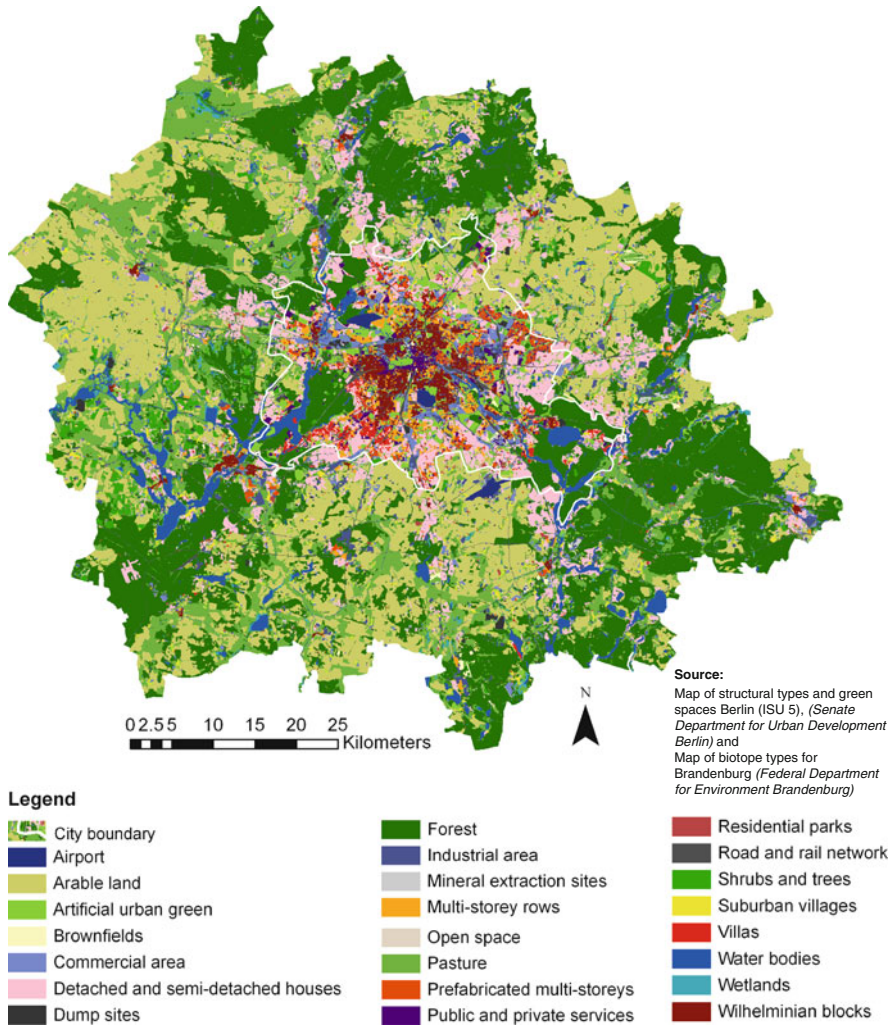 N
Source:
Map of structural types and green
spaces Berlin (ISU 5), (Senate
Department for Urban Development
Berlin) and
Map of biotope types for
Brandenburg (Federal Department
for Environment Brandenburg)
0 2.5 5 10 15 20 25
Kilometers
Legend
City boundary
Airport
Arable land
Artificial urban green
Brownfields
Commercial area
Detached and semi-detached houses
Dump sites
Forest
Industrial area
Mineral extraction sites
Multi-storey rows
Open space
Pasture
Prefabricated multi-storeys
Public and private services
Residential parks
Road and rail network
Shrubs and trees
Suburban villages
Villas
Water bodies
Wetlands
Wilhelminian blocks